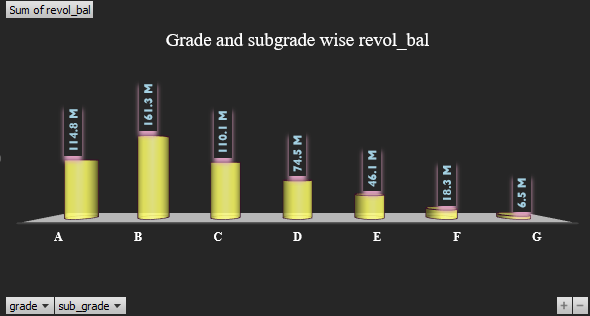 Sum of revol_bal
Grade and subgrade wise revol_bal
114.8 M
161.3 M
110.1 M
74.5 M
46.1 M
18.3 M
6.5 M
A B C D E F G
grade sub_grade
+ −